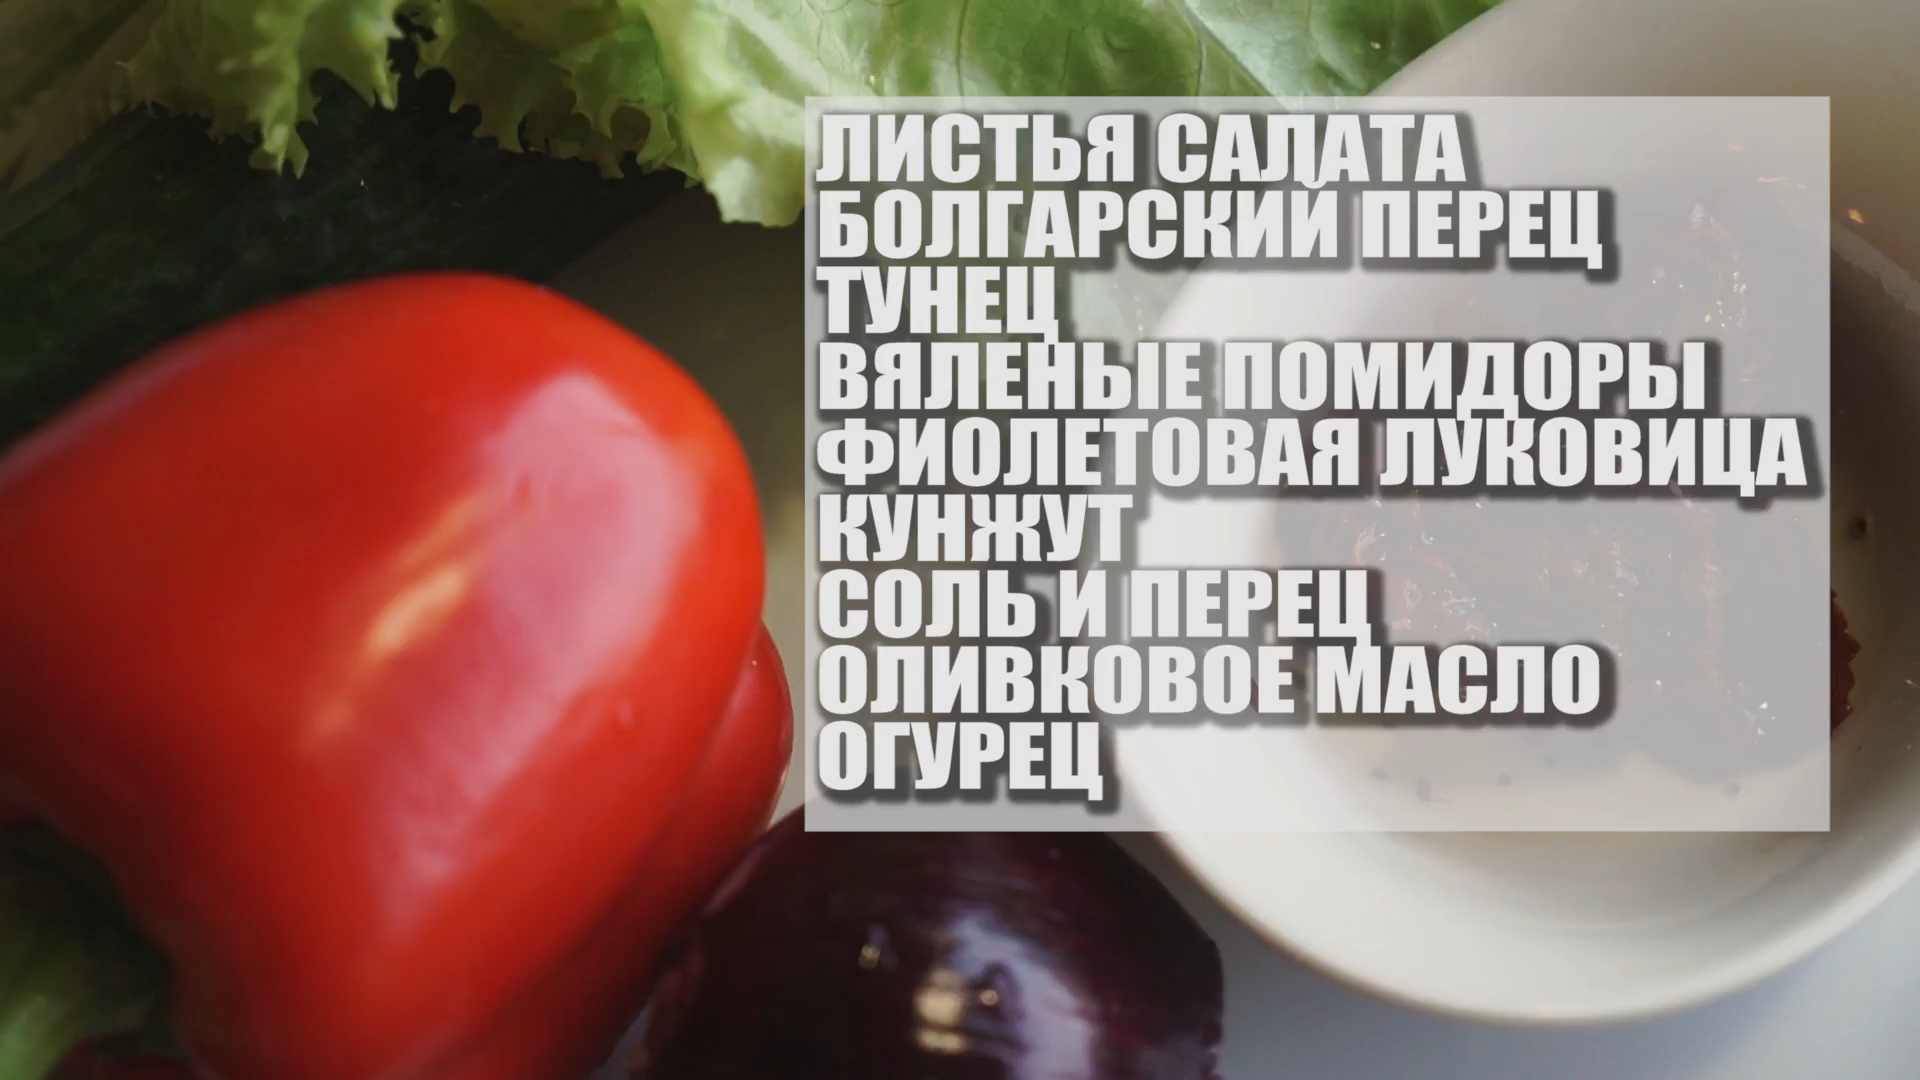 ЛИСТЬЯ САЛАТА
БОЛГАРСКИЙ ПЕРЕЦ
ТУНЕЦ
ВЯЛЕНЫЕ ПОМИДОРЫ
ФИОЛЕТОВАЯ ЛУКОВИЦА
КУНЖУТ
СОЛЬ И ПЕРЕЦ
ОЛИВКОВОЕ МАСЛО
ОГУРЕЦ